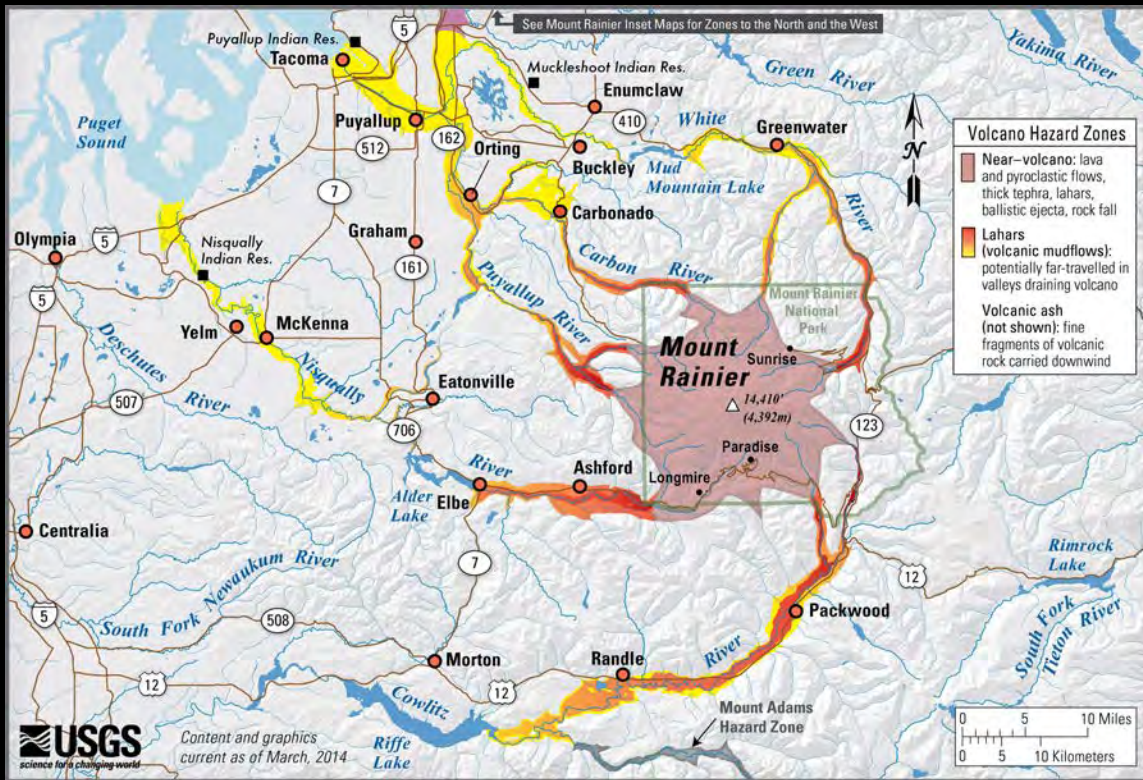 See Mount Rainier Inset Maps for Zones to the North and the West
5
Puyallup Indian Res.
Tacoma
Muckleshoot Indian Res.
Enumclaw
Green River
Yakima River
Puget
Sound
Puyallup
512
162
410
White
Greenwater
Orting
Buckley
Mud
Mountain Lake
River
7
Carbonado
N
Volcano Hazard Zones
Near–volcano: lava
and pyroclastic flows,
thick tephra, lahars,
ballistic ejecta, rock fall
Lahars
(volcanic mudflows):
potentially far-travelled in
valleys draining volcano
Volcanic ash
(not shown): fine
fragments of volcanic
rock carried downwind
Olympia
5
Nisqually
Indian Res.
Graham
161
Carbon River
Puyallup
River
Mount Rainier
National
Park
5
Yelm
McKenna
Sunrise
Mount
Rainier
Deschutes
River
Nisqually
14,410'
(4,392m)
507
Eatonville
706
123
Paradise
River
Ashford
Longmire
Alder
Lake
Elbe
Centralia
7
South Fork Newaukum River
12
Rimrock
Lake
5
508
Packwood
South Fork
Tieton River
Morton
Randle
River
12
12
Cowlitz
Riffe
Lake
Mount Adams
Hazard Zone
USGS
science for a changing world
Content and graphics
current as of March, 2014
0 5 10 Miles
0 5 10 Kilometers